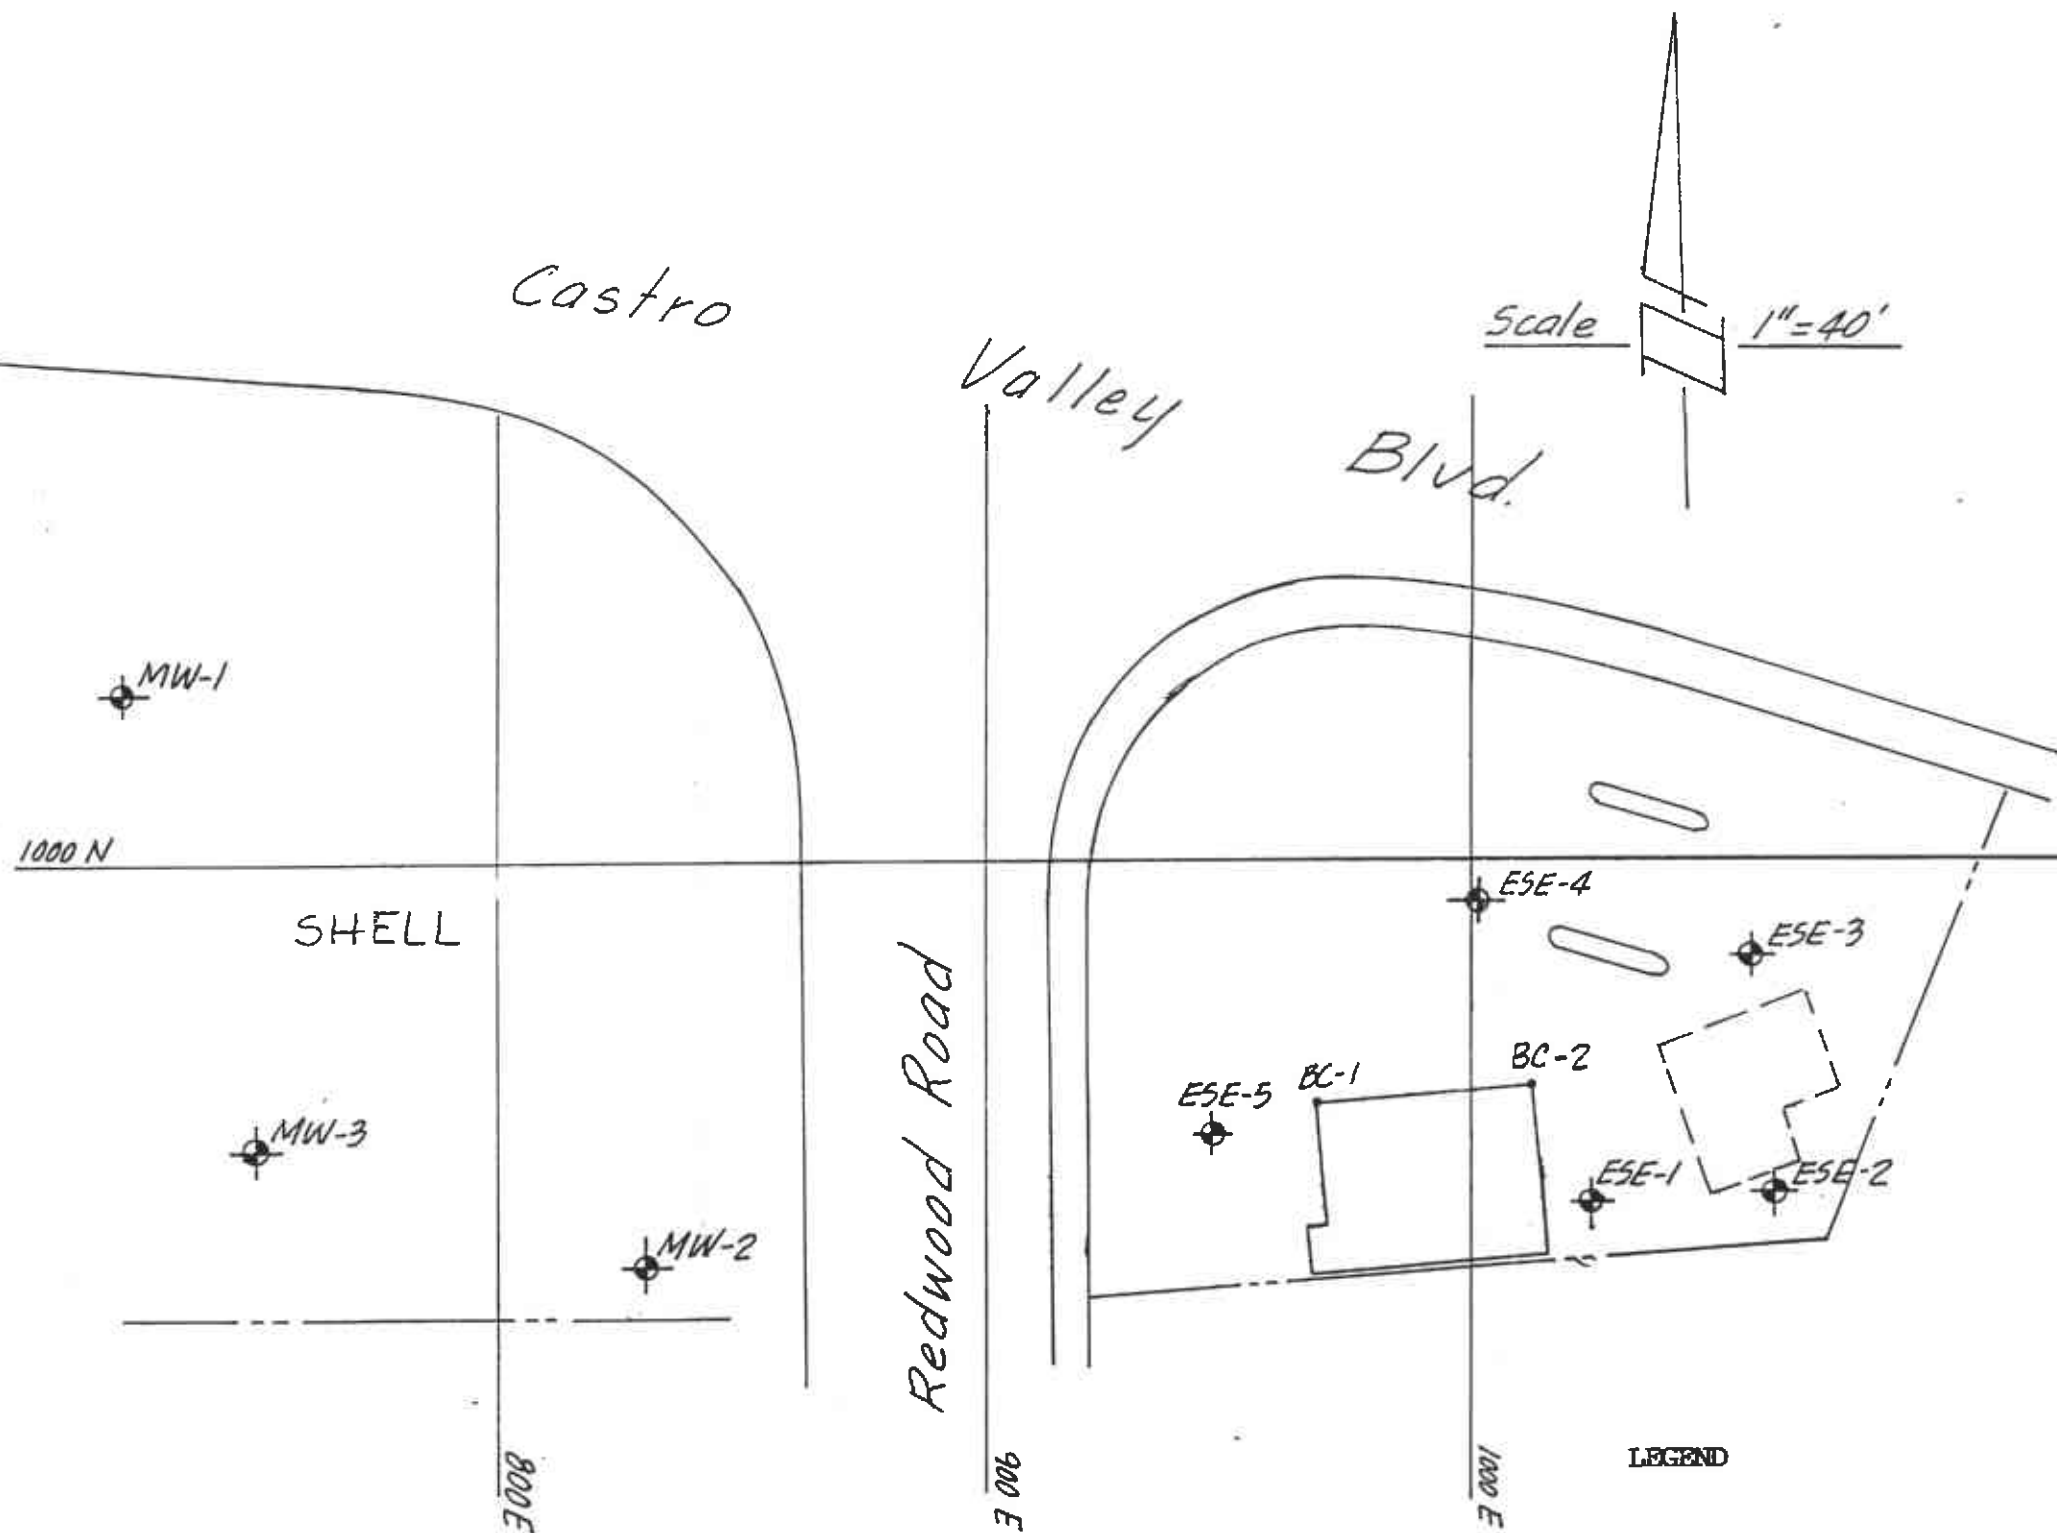 Castro
Valley
Blvd.
Scale 1"=40'
MW-1
1000 N
SHELL
ESE-4
ESE-3
Redwood Road
BC-2
BC-1
ESE-5
MW-3
ESE-1
ESE-2
MW-2
800 E
900 E
1000 E
LEGEND